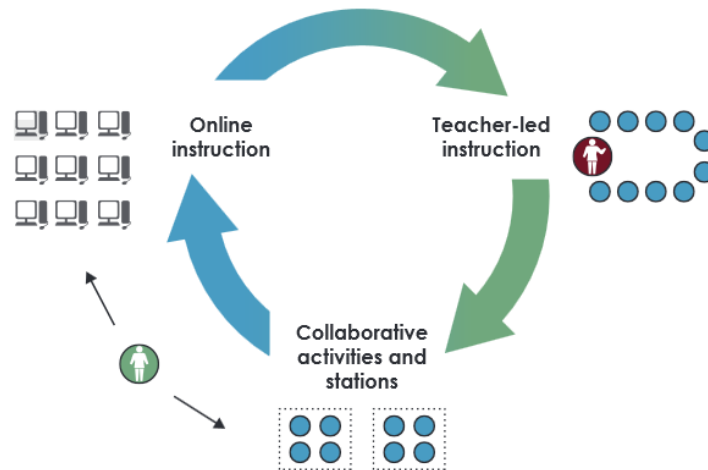 Online
instruction
Teacher-led
instruction
Collaborative
activities and
stations